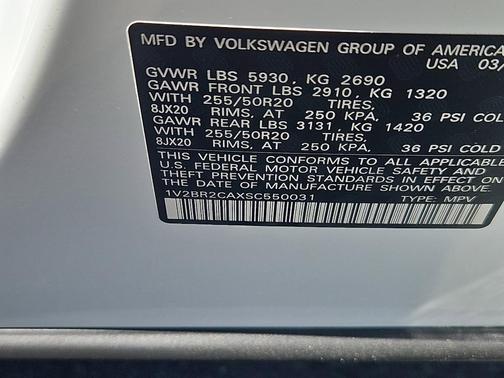 MFD BY VOLKSWAGEN GROUP OF AMERICA
USA 03/
GVWR LBS 5930, KG 2690
GAWR FRONT LBS 2910, KG 1320
WITH 255/50R20 TIRES,
8JX20 RIMS, AT 250 KPA, 36 PSI COL
GAWR REAR LBS 3131, KG 1420
WITH 255/50R20 TIRES,
8JX20 RIMS, AT 250 KPA, 36 PSI COLD
THIS VEHICLE CONFORMS TO ALL APPLICABLE
U.S. FEDERAL MOTOR VEHICLE SAFETY AND
THEFT PREVENTION STANDARDS IN EFFECT ON
THE DATE OF MANUFACTURE SHOWN ABOVE.
1V2BR2CAXSC550031 TYPE: MPV